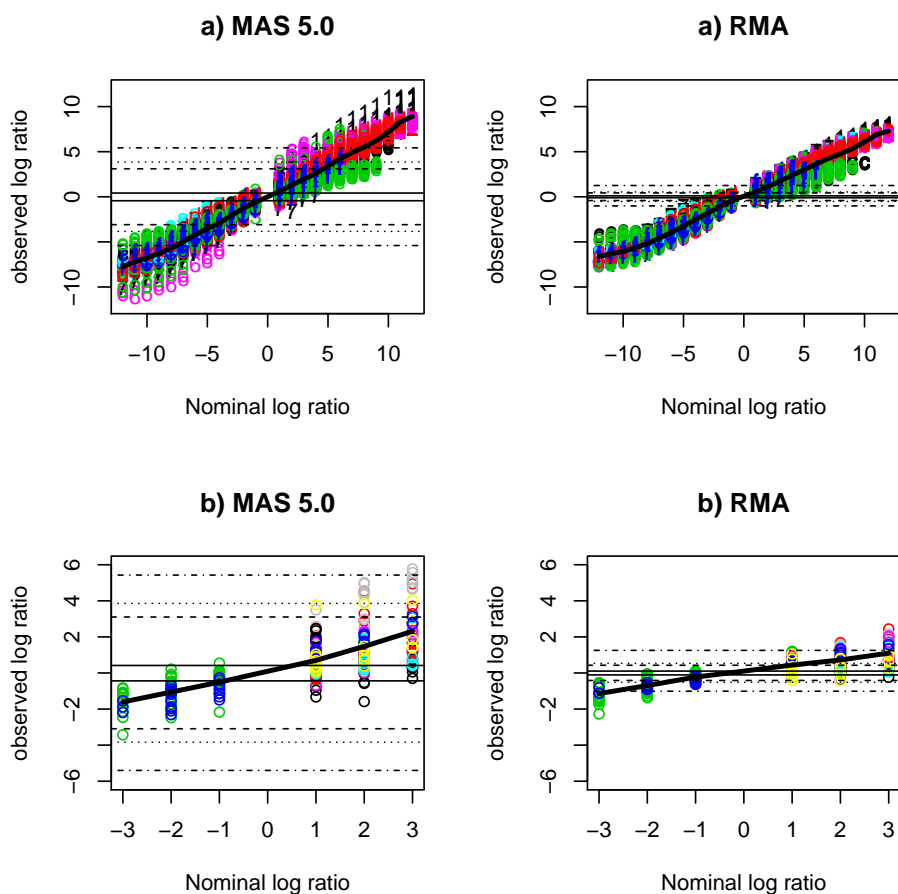 a) MAS 5.0
a) RMA
observed log ratio
observed log ratio
10
5
0
−10
10
5
0
−10
−10 −5 0 5 10
−10 −5 0 5 10
Nominal log ratio
Nominal log ratio
b) MAS 5.0
b) RMA
observed log ratio
observed log ratio
6
4
2
0
−2
−6
6
4
2
0
−2
−6
−3 −2 −1 0 1 2 3
−3 −2 −1 0 1 2 3
Nominal log ratio
Nominal log ratio